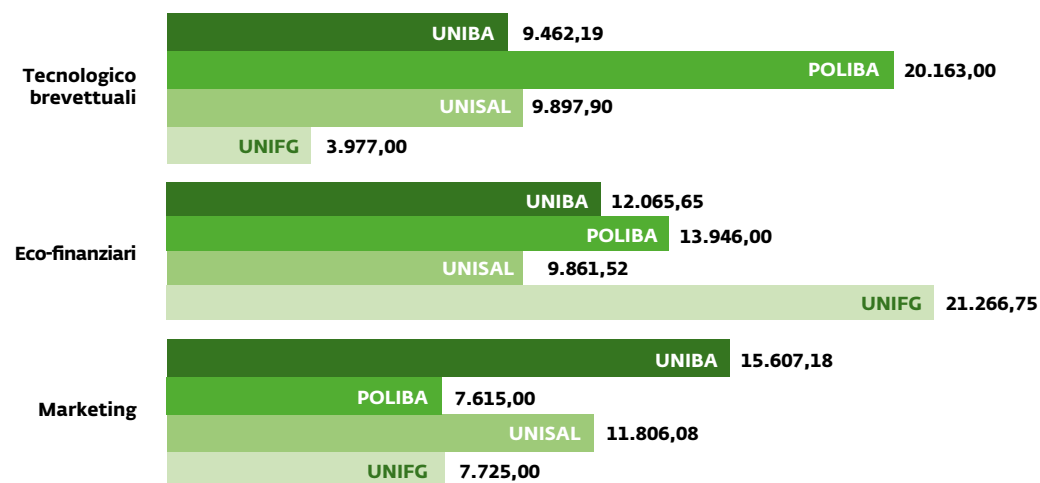 Tecnologico
brevettuali
UNIBA 9.462,19
POLIBA 20.163,00
UNISAL 9.897,90
UNIFG 3.977,00
Eco-finanziari
UNIBA 12.065,65
POLIBA 13.946,00
UNISAL 9.861,52
UNIFG 21.266,75
Marketing
UNIBA 15.607,18
POLIBA 7.615,00
UNISAL 11.806,08
UNIFG 7.725,00